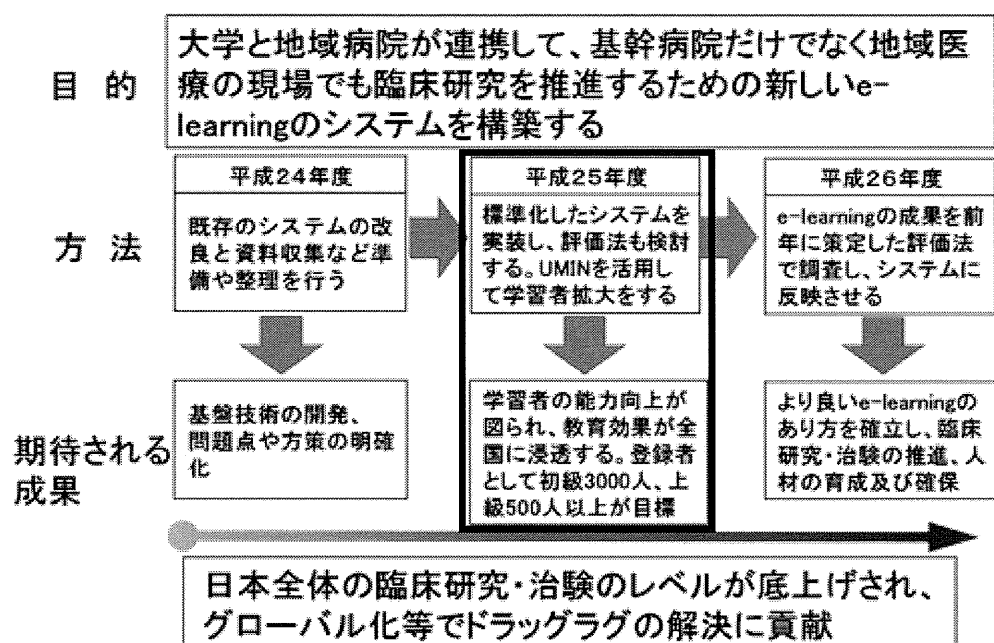 目 的
大学と地域病院が連携して、基幹病院だけでなく地域医
療の現場でも臨床研究を推進するための新しいe-
learningのシステムを構築する
方 法
平成24年度
既存のシステムの改
良と資料収集など準
備や整理を行う
平成25年度
標準化したシステムを
実装し、評価法も検討
する。UMINを活用し
て学習者拡大をする
平成26年度
e-learningの成果を前
年に策定した評価法
で調査し、システムに
反映させる
期待される
成果
基盤技術の開発、
問題点や方策の明確
化
学習者の能力向上が
図られ、教育効果が全
国に浸透する。登録者
として初級3000人、上
級500人以上が目標
より良いe-learningの
あり方を確立し、臨床
研究・治験の推進、人
材の育成及び確保
日本全体の臨床研究・治験のレベルが底上げされ、
グローバル化等でドラッグラグの解決に貢献